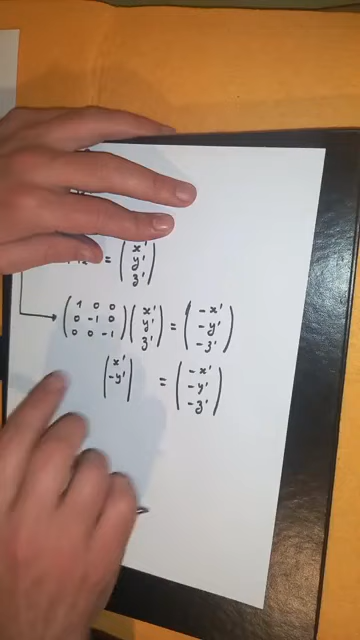 = (x' y' z')
(1 0 0 / 0 -1 0 / 0 0 -1) (x' y' z') = (-x' -y' -z')
(x' -y') = (-x' -y' -z')